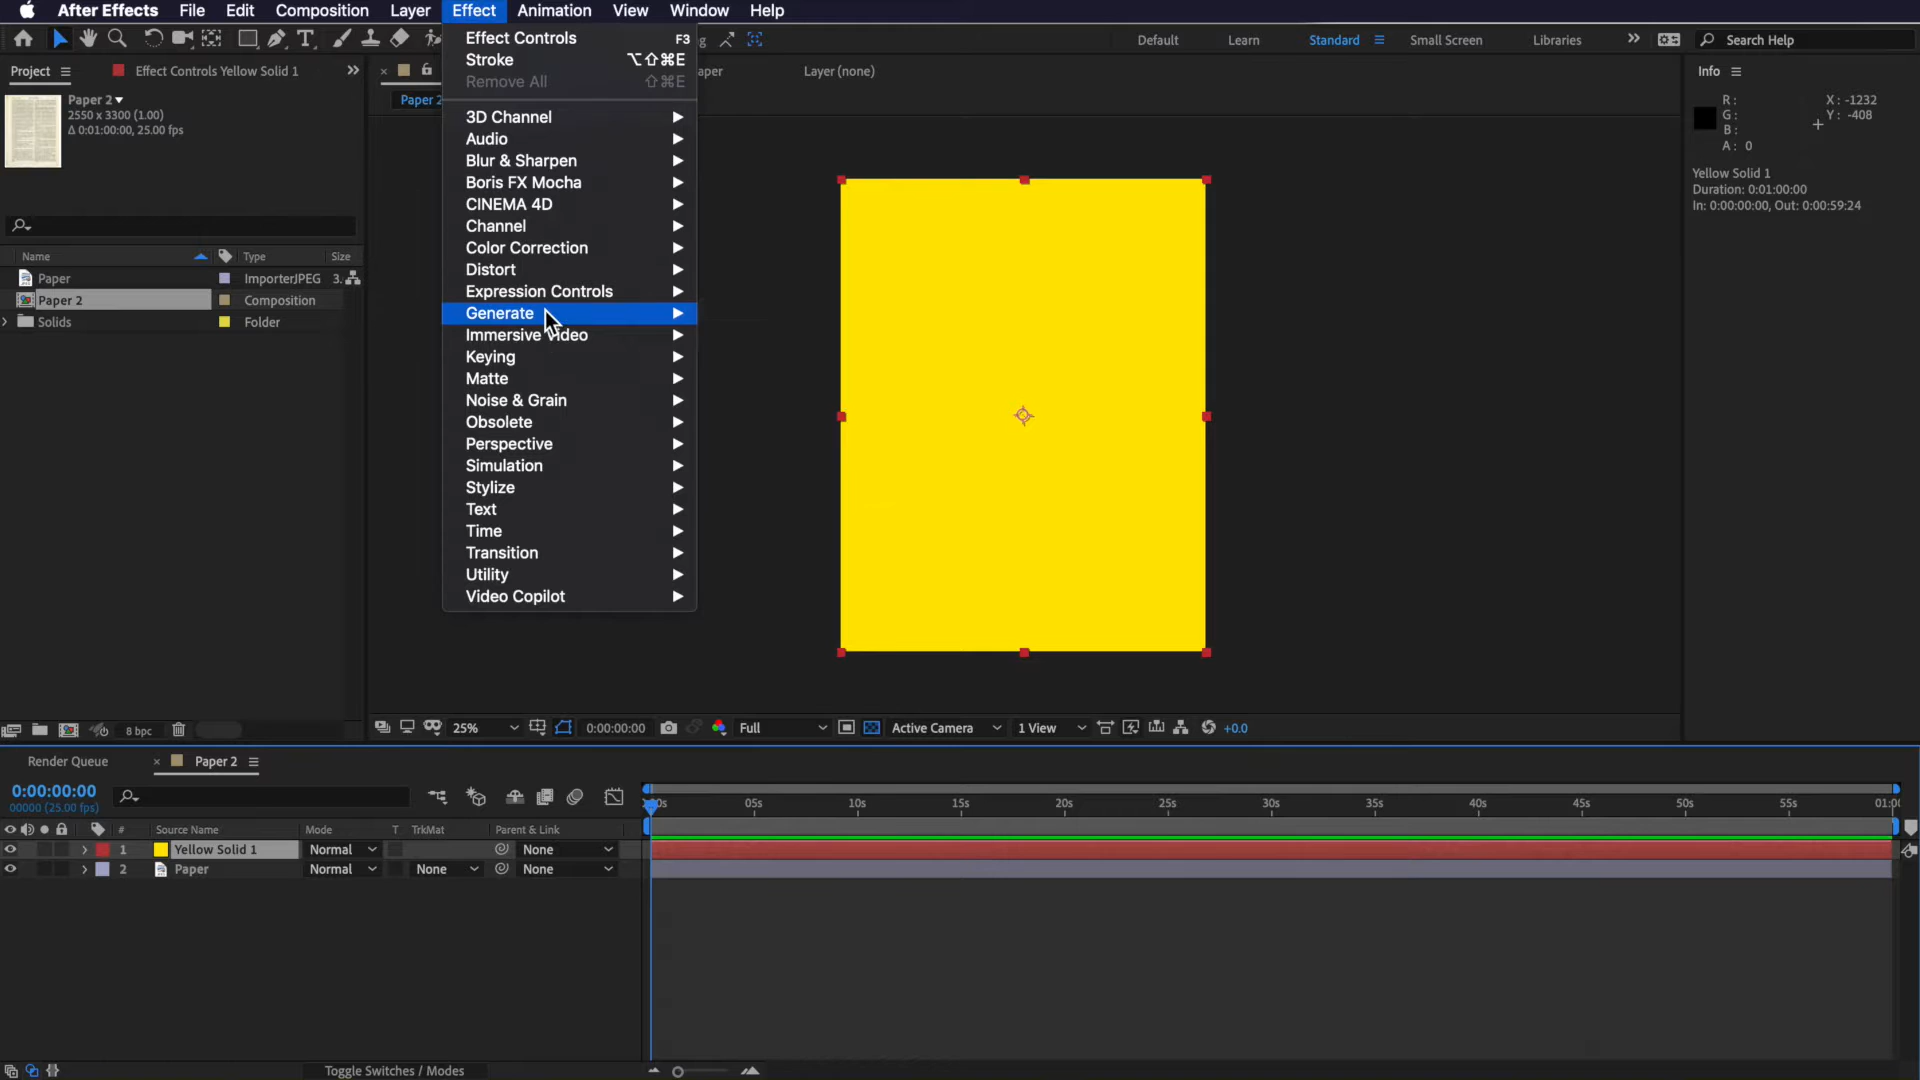 After Effects File Edit Composition Layer Effect Animation View Window Help
Default Learn Standard Small Screen Libraries Search Help
Project Effect Controls Yellow Solid 1
Layer (none)
Info
Paper 2
2550 x 3300 (1.00)
Δ 0:01:00:00, 25.00 fps
Paper 2
Name Type Size
Paper ImporterJPEG 3.
Paper 2 Composition
Solids Folder
Effect Controls F3
Stroke ⌥⇧⌘E
Remove All ⇧⌘E
3D Channel
Audio
Blur & Sharpen
Boris FX Mocha
CINEMA 4D
Channel
Color Correction
Distort
Expression Controls
Generate
Immersive Video
Keying
Matte
Noise & Grain
Obsolete
Perspective
Simulation
Stylize
Text
Time
Transition
Utility
Video Copilot
R: X: -1232
G: Y: -408
B:
A: 0
Yellow Solid 1
Duration: 0:01:00:00
In: 0:00:00:00, Out: 0:00:59:24
8 bpc
25% 0:00:00:00 Full Active Camera 1 View +0.0
Render Queue Paper 2
0:00:00:00
00000 (25.00 fps)
05s 10s 15s 20s 25s 30s 35s 40s 45s 50s 55s
# Source Name Mode T TrkMat Parent & Link
1 Yellow Solid 1 Normal None
2 Paper Normal None None
Toggle Switches / Modes